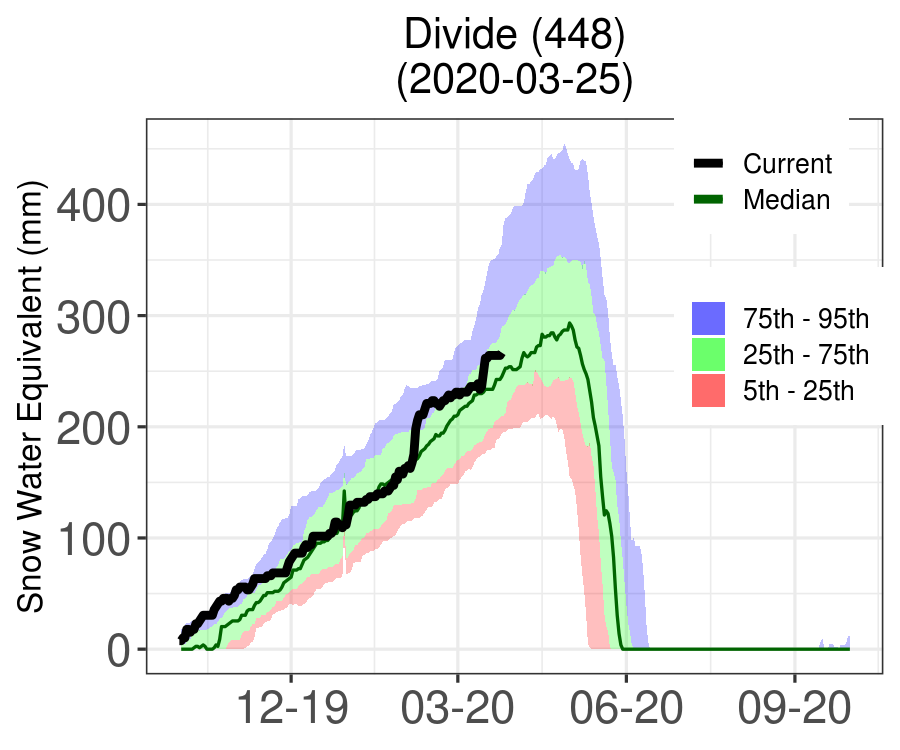 Divide (448)
(2020-03-25)
Snow Water Equivalent (mm)
400
300
200
100
0
12-19
03-20
06-20
09-20
Current
Median
75th - 95th
25th - 75th
5th - 25th